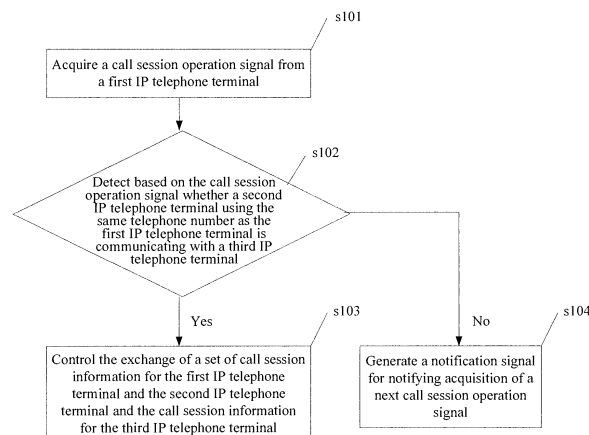 s101
Acquire a call session operation signal from
a first IP telephone terminal
s102
Detect based on the call session
operation signal whether a second
IP telephone terminal using the
same telephone number as the
first IP telephone terminal is
communicating with a third IP
telephone terminal
Yes
s103
No
s104
Control the exchange of a set of call session
information for the first IP telephone
terminal and the second IP telephone
terminal and the call session information
for the third IP telephone terminal
Generate a notification signal
for notifying acquisition of a
next call session operation
signal